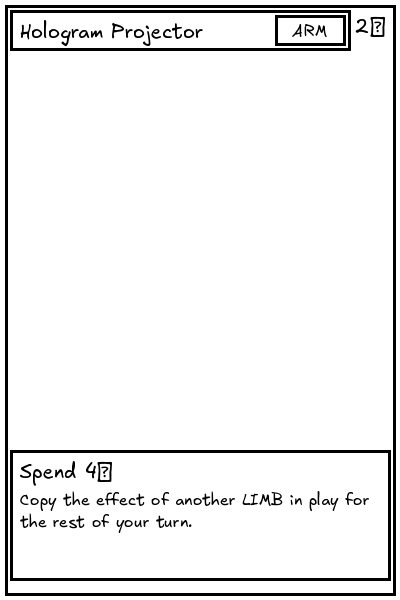 Hologram Projector
ARM
2�
Spend 4�
Copy the effect of another LIMB in play for
the rest of your turn.